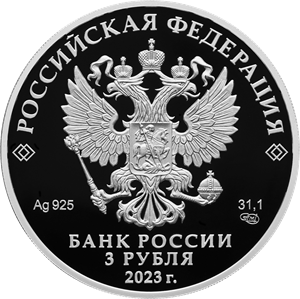 РОССИЙСКАЯ ФЕДЕРАЦИЯ
Ag 925
31,1
БАНК РОССИИ
3 РУБЛЯ
2023 г.